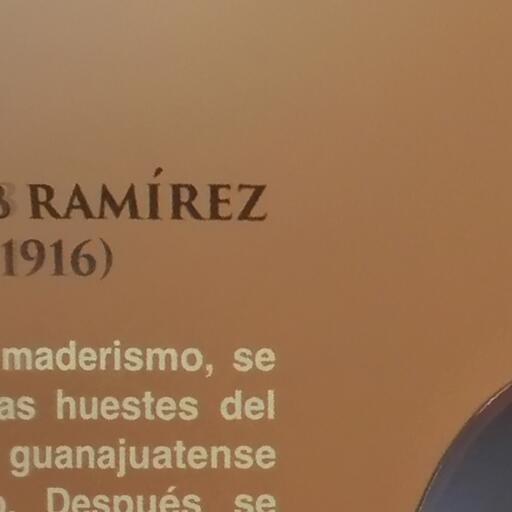 RAMÍREZ
1916)
maderismo, se
as huestes del
guanajuatense
Después se